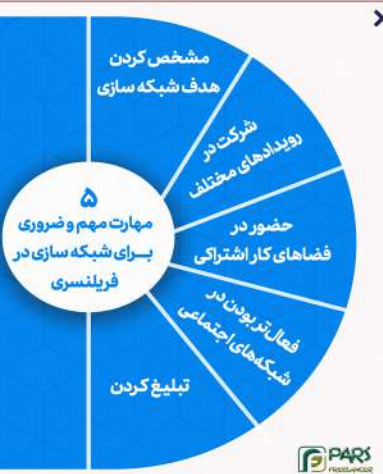 ۵
مهارت مهم و ضروری
بـرای شبکه سازی در
فریلنسری
مشخص کردن
هدف شبکه سازی
شرکت در
رویدادهای مختلف
حضور در
فضاهای کار اشتراکی
فعال‌تر بودن در
شبکه‌های اجتماعی
تبلیغ کردن
PARS
FREELANCER